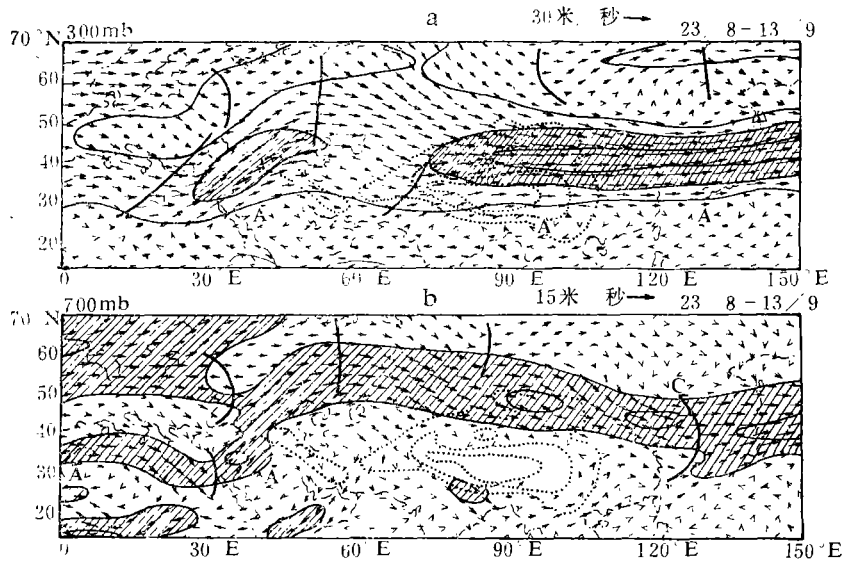 a 30米 秒→ 23 8-13 9
70°N 300mb
60
50
40
30
20
A A A
0 30 E 60 E 90 E 120 E 150°E
b 15米 秒→ 23 8-13/9
70 N 700mb
60
50
C
40
30
A A
20
0 30 E 60 E 90 E 120 E 150 E